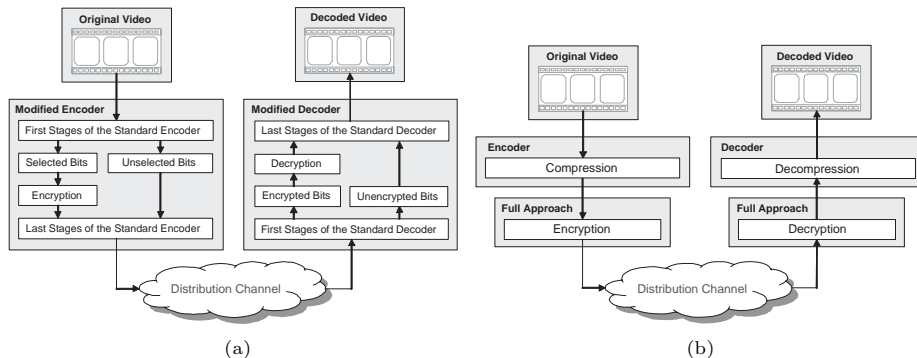 Original Video
Modified Encoder
First Stages of the Standard Encoder
Selected Bits
Unselected Bits
Encryption
Last Stages of the Standard Encoder
Decoded Video
Modified Decoder
Last Stages of the Standard Decoder
Decryption
Encrypted Bits
Unencrypted Bits
First Stages of the Standard Decoder
Distribution Channel
(a)
Original Video
Encoder
Compression
Full Approach
Encryption
Decoded Video
Decoder
Decompression
Full Approach
Decryption
Distribution Channel
(b)